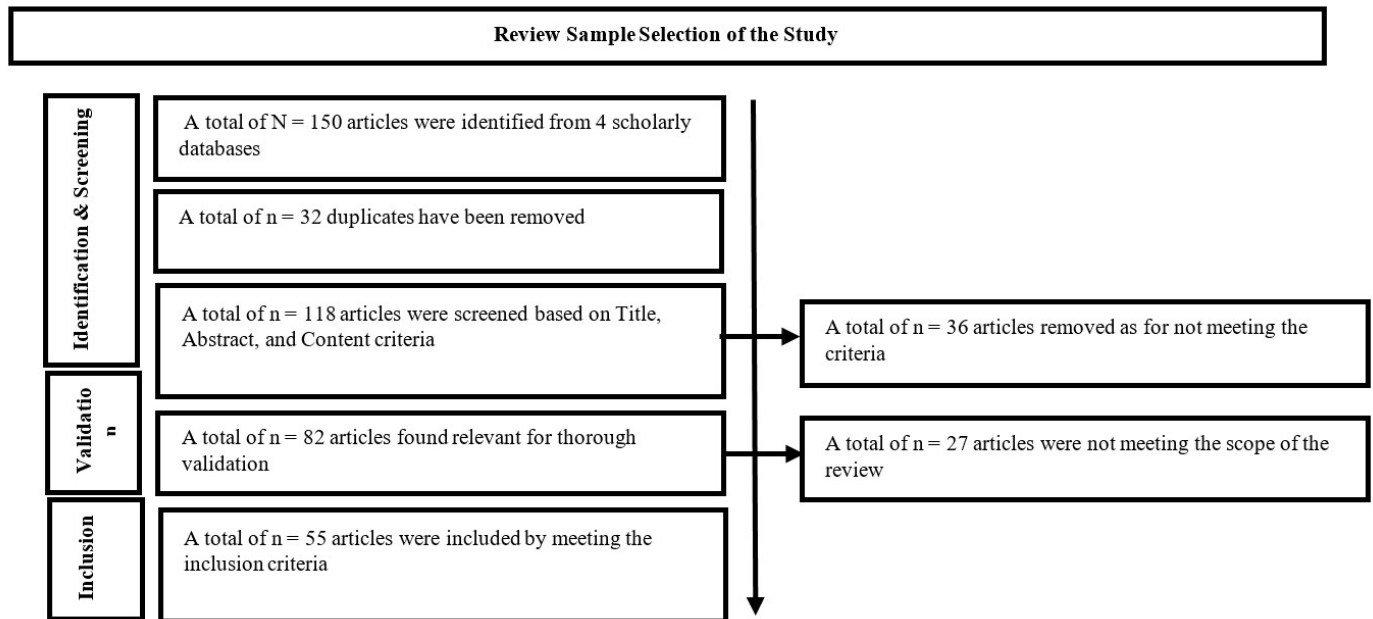 Review Sample Selection of the Study
Identification & Screening
A total of N = 150 articles were identified from 4 scholarly
databases
A total of n = 32 duplicates have been removed
A total of n = 118 articles were screened based on Title,
Abstract, and Content criteria
A total of n = 36 articles removed as for not meeting the
criteria
Validatio
n
A total of n = 82 articles found relevant for thorough
validation
A total of n = 27 articles were not meeting the scope of the
review
Inclusion
A total of n = 55 articles were included by meeting the
inclusion criteria